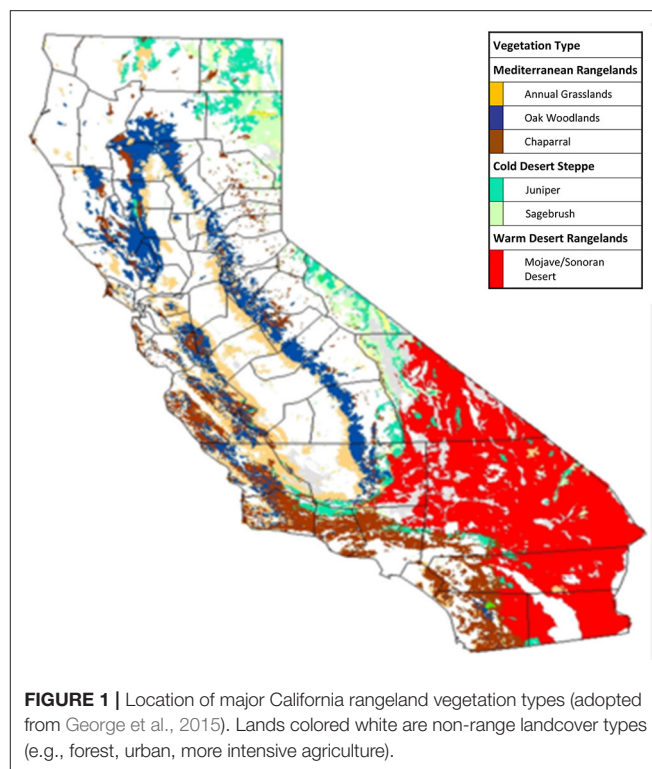 Vegetation Type
Mediterranean Rangelands
Annual Grasslands
Oak Woodlands
Chaparral
Cold Desert Steppe
Juniper
Sagebrush
Warm Desert Rangelands
Mojave/Sonoran
Desert
FIGURE 1 | Location of major California rangeland vegetation types (adopted
from George et al., 2015). Lands colored white are non-range landcover types
(e.g., forest, urban, more intensive agriculture).